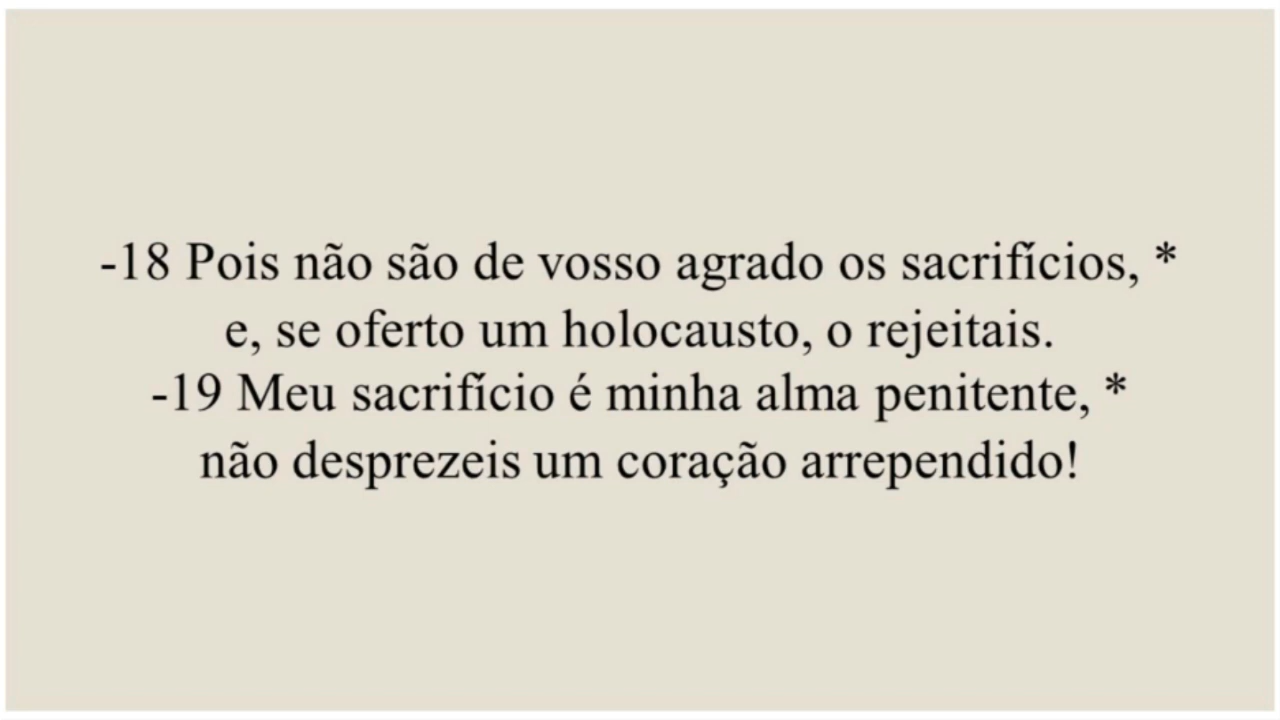 -18 Pois não são de vosso agrado os sacrifícios, *
e, se oferto um holocausto, o rejeitais.
-19 Meu sacrifício é minha alma penitente, *
não desprezeis um coração arrependido!